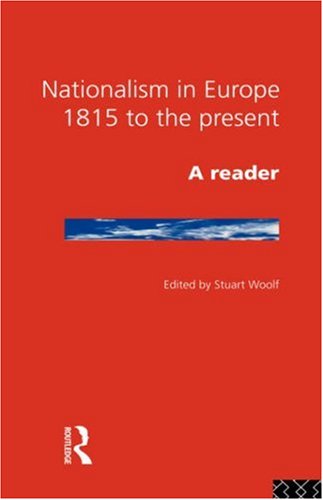 Nationalism in Europe
1815 to the present
A reader
Edited by Stuart Woolf
ROUTLEDGE